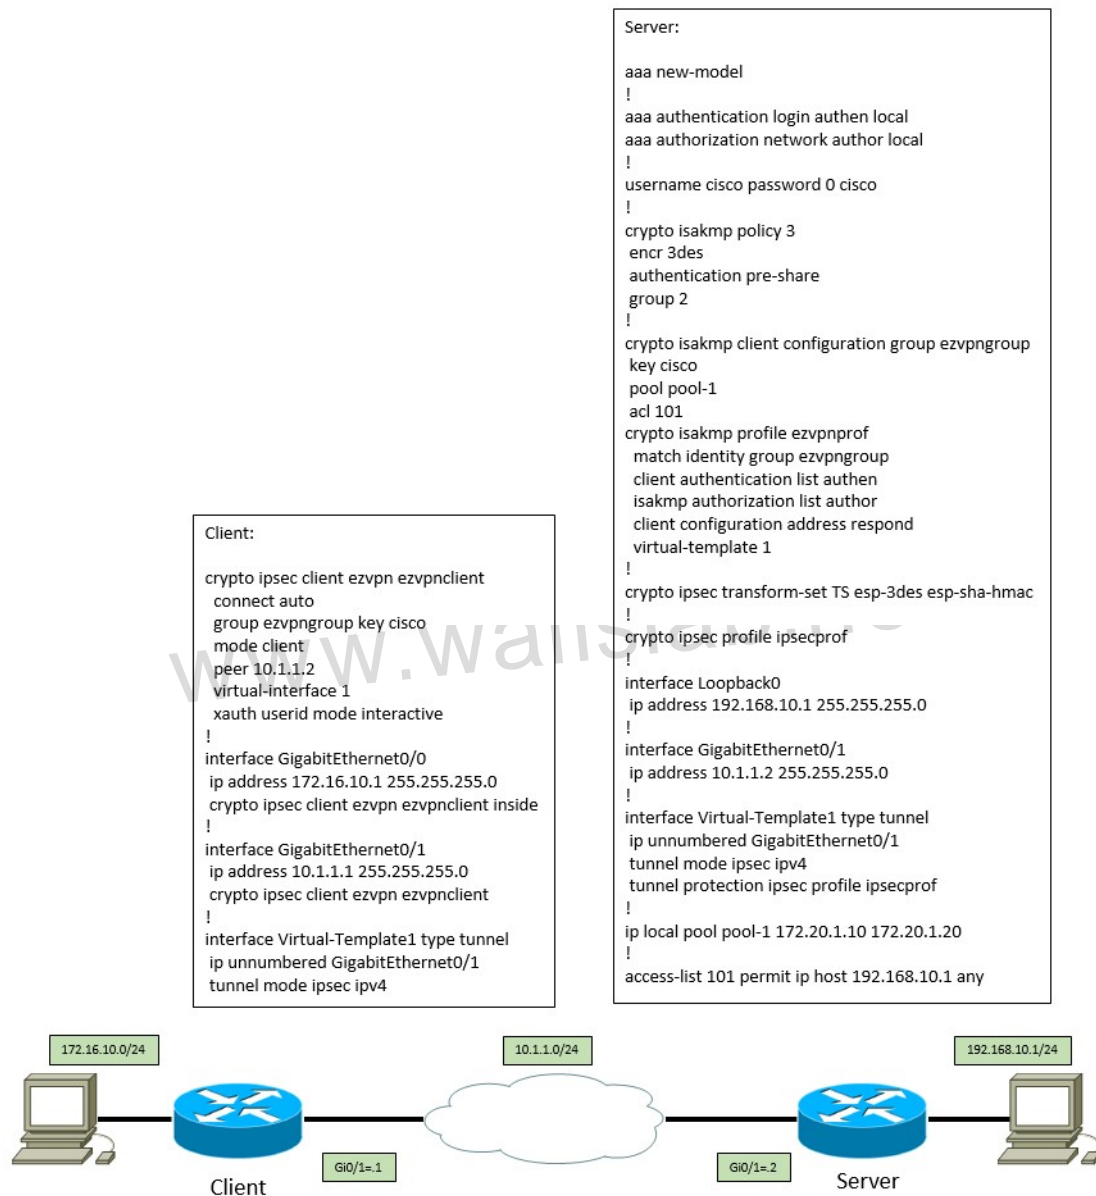 Server:
aaa new-model
!
aaa authentication login authen local
aaa authorization network author local
!
username cisco password 0 cisco
!
crypto isakmp policy 3
encr 3des
authentication pre-share
group 2
!
crypto isakmp client configuration group ezvpngroup
key cisco
pool pool-1
acl 101
crypto isakmp profile ezvpnprof
match identity group ezvpngroup
client authentication list authen
isakmp authorization list author
client configuration address respond
virtual-template 1
!
crypto ipsec transform-set TS esp-3des esp-sha-hmac
!
crypto ipsec profile ipsecprof
!
interface Loopback0
ip address 192.168.10.1 255.255.255.0
!
interface GigabitEthernet0/1
ip address 10.1.1.2 255.255.255.0
!
interface Virtual-Template1 type tunnel
ip unnumbered GigabitEthernet0/1
tunnel mode ipsec ipv4
tunnel protection ipsec profile ipsecprof
!
ip local pool pool-1 172.20.1.10 172.20.1.20
!
access-list 101 permit ip host 192.168.10.1 any
Client:
crypto ipsec client ezvpn ezvpnclient
connect auto
group ezvpngroup key cisco
mode client
peer 10.1.1.2
virtual-interface 1
xauth userid mode interactive
!
interface GigabitEthernet0/0
ip address 172.16.10.1 255.255.255.0
crypto ipsec client ezvpn ezvpnclient inside
!
interface GigabitEthernet0/1
ip address 10.1.1.1 255.255.255.0
crypto ipsec client ezvpn ezvpnclient
!
interface Virtual-Template1 type tunnel
ip unnumbered GigabitEthernet0/1
tunnel mode ipsec ipv4
172.16.10.0/24
10.1.1.0/24
192.168.10.1/24
Gi0/1=.1
Gi0/1=.2
Client
Server